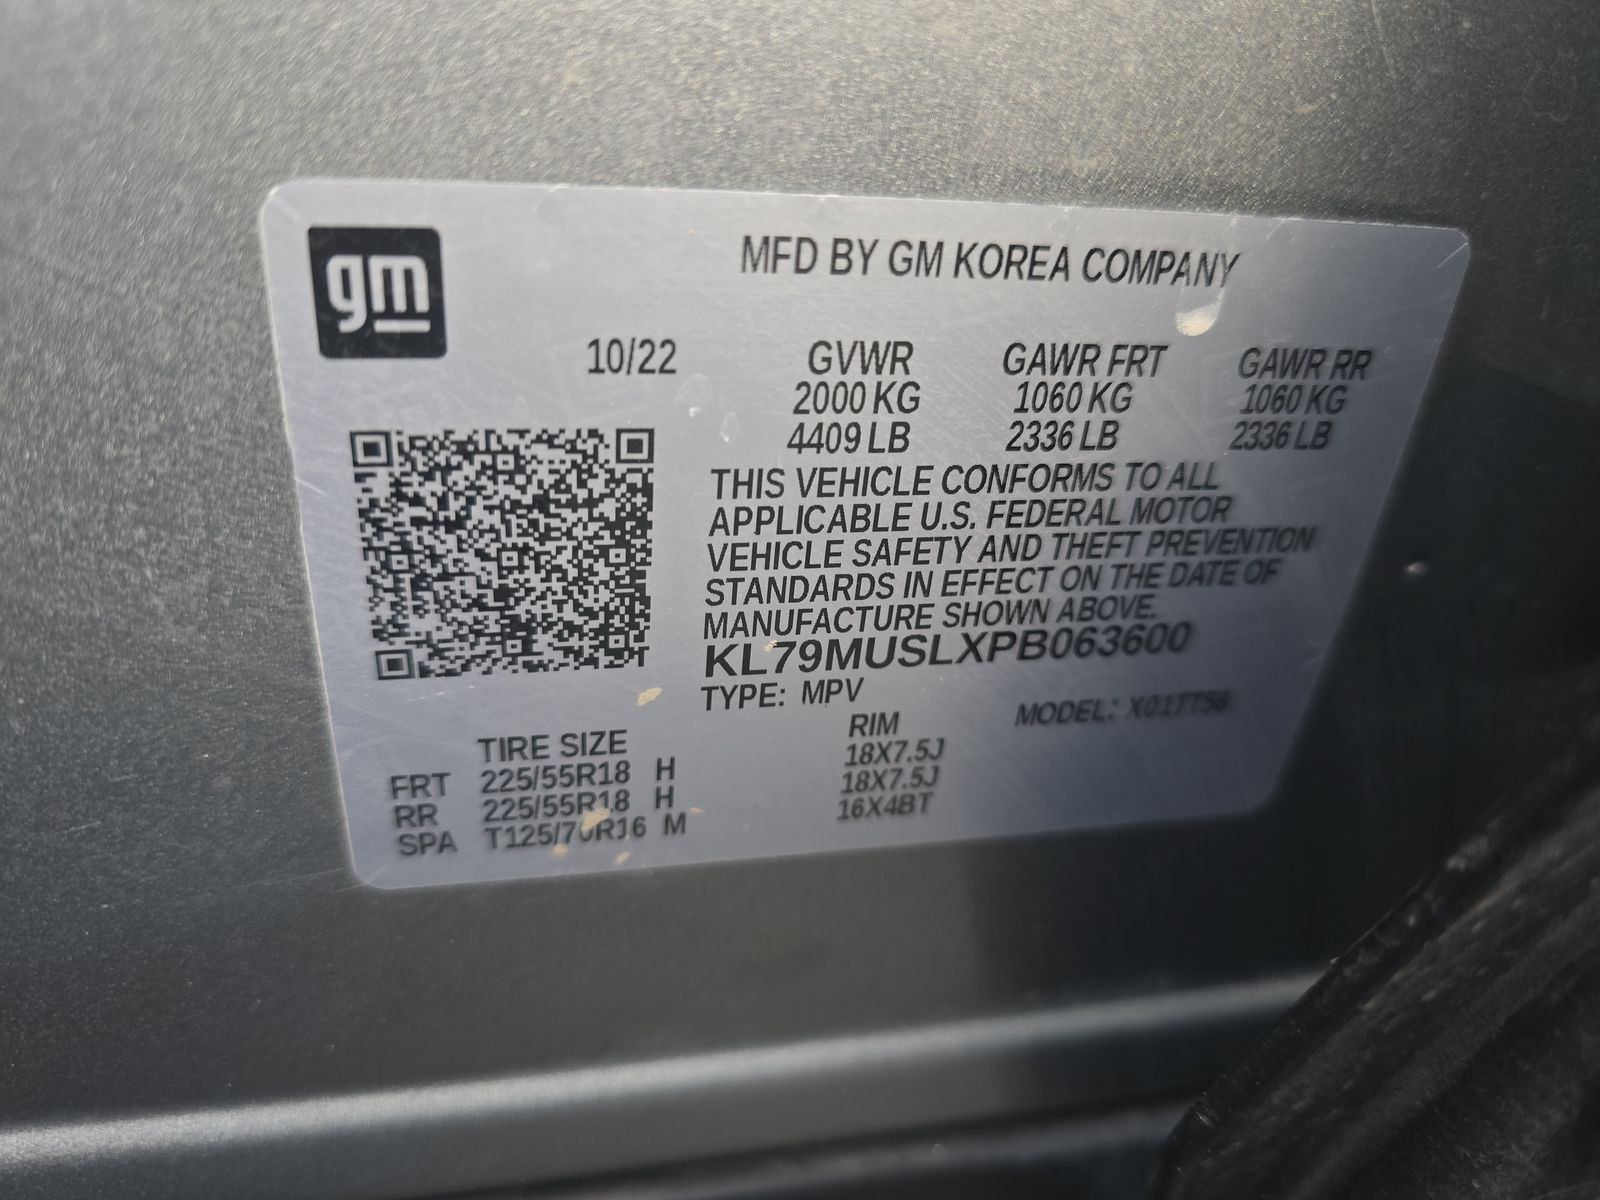 gm
MFD BY GM KOREA COMPANY
10/22 GVWR GAWR FRT GAWR RR
2000 KG 1060 KG 1060 KG
4409 LB 2336 LB 2336 LB
THIS VEHICLE CONFORMS TO ALL
APPLICABLE U.S. FEDERAL MOTOR
VEHICLE SAFETY AND THEFT PREVENTION
STANDARDS IN EFFECT ON THE DATE OF
MANUFACTURE SHOWN ABOVE.
KL79MUSLXPB063600
TYPE: MPV MODEL:
TIRE SIZE RIM
FRT 225/55R18 H 18X7.5J
RR 225/55R18 H 18X7.5J
SPA T125/70R16 M 16X4BT